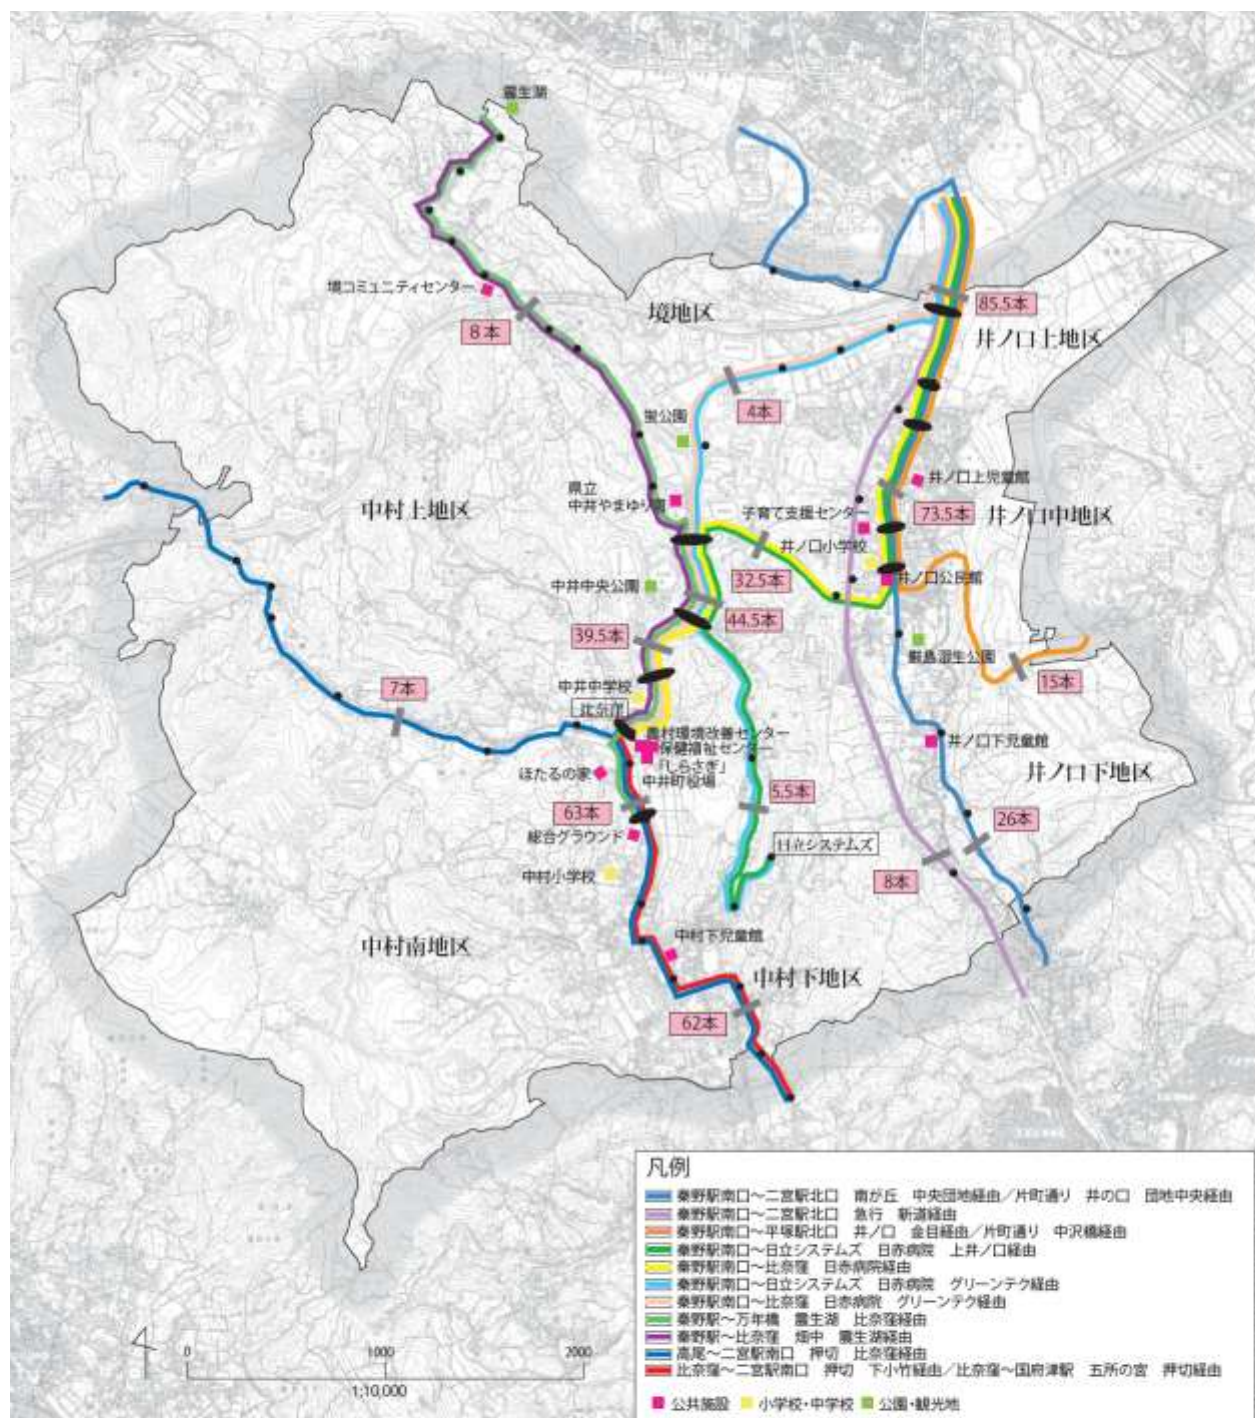 震生湖
境コミュニティセンター
8本
境地区
85.5本
井ノ口上地区
4本
蛍公園
県立
中井やまゆり園
中村上地区
井ノ口上児童館
子育て支援センター
73.5本
井ノ口中地区
井ノ口小学校
32.5本
井ノ口公民館
中井中央公園
44.5本
39.5本
厳島湿生公園
15本
7本
中井中学校
比奈窪
農村環境改善センター
保健福祉センター
「しらさぎ」
中井町役場
ほたるの家
井ノ口下児童館
井ノ口下地区
63本
5.5本
総合グラウンド
26本
日立システムズ
中村小学校
8本
中村南地区
中村下児童館
中村下地区
62本
凡例
秦野駅南口～二宮駅北口 南が丘 中央団地経由／片町通り 井の口 団地中央経由
秦野駅南口～二宮駅北口 急行 新道経由
秦野駅南口～平塚駅北口 井ノ口 金目経由／片町通り 中沢橋経由
秦野駅南口～日立システムズ 日赤病院 上井ノ口経由
秦野駅南口～比奈窪 日赤病院経由
秦野駅南口～日立システムズ 日赤病院 グリーンテク経由
秦野駅南口～比奈窪 日赤病院 グリーンテク経由
秦野駅～万年橋 震生湖 比奈窪経由
秦野駅～比奈窪 畑中 震生湖経由
高尾～二宮駅南口 押切 比奈窪経由
比奈窪～二宮駅南口 押切 下小竹経由／比奈窪～国府津駅 五所の宮 押切経由
公共施設 小学校・中学校 公園・観光地
0 1000 2000
1:10,000